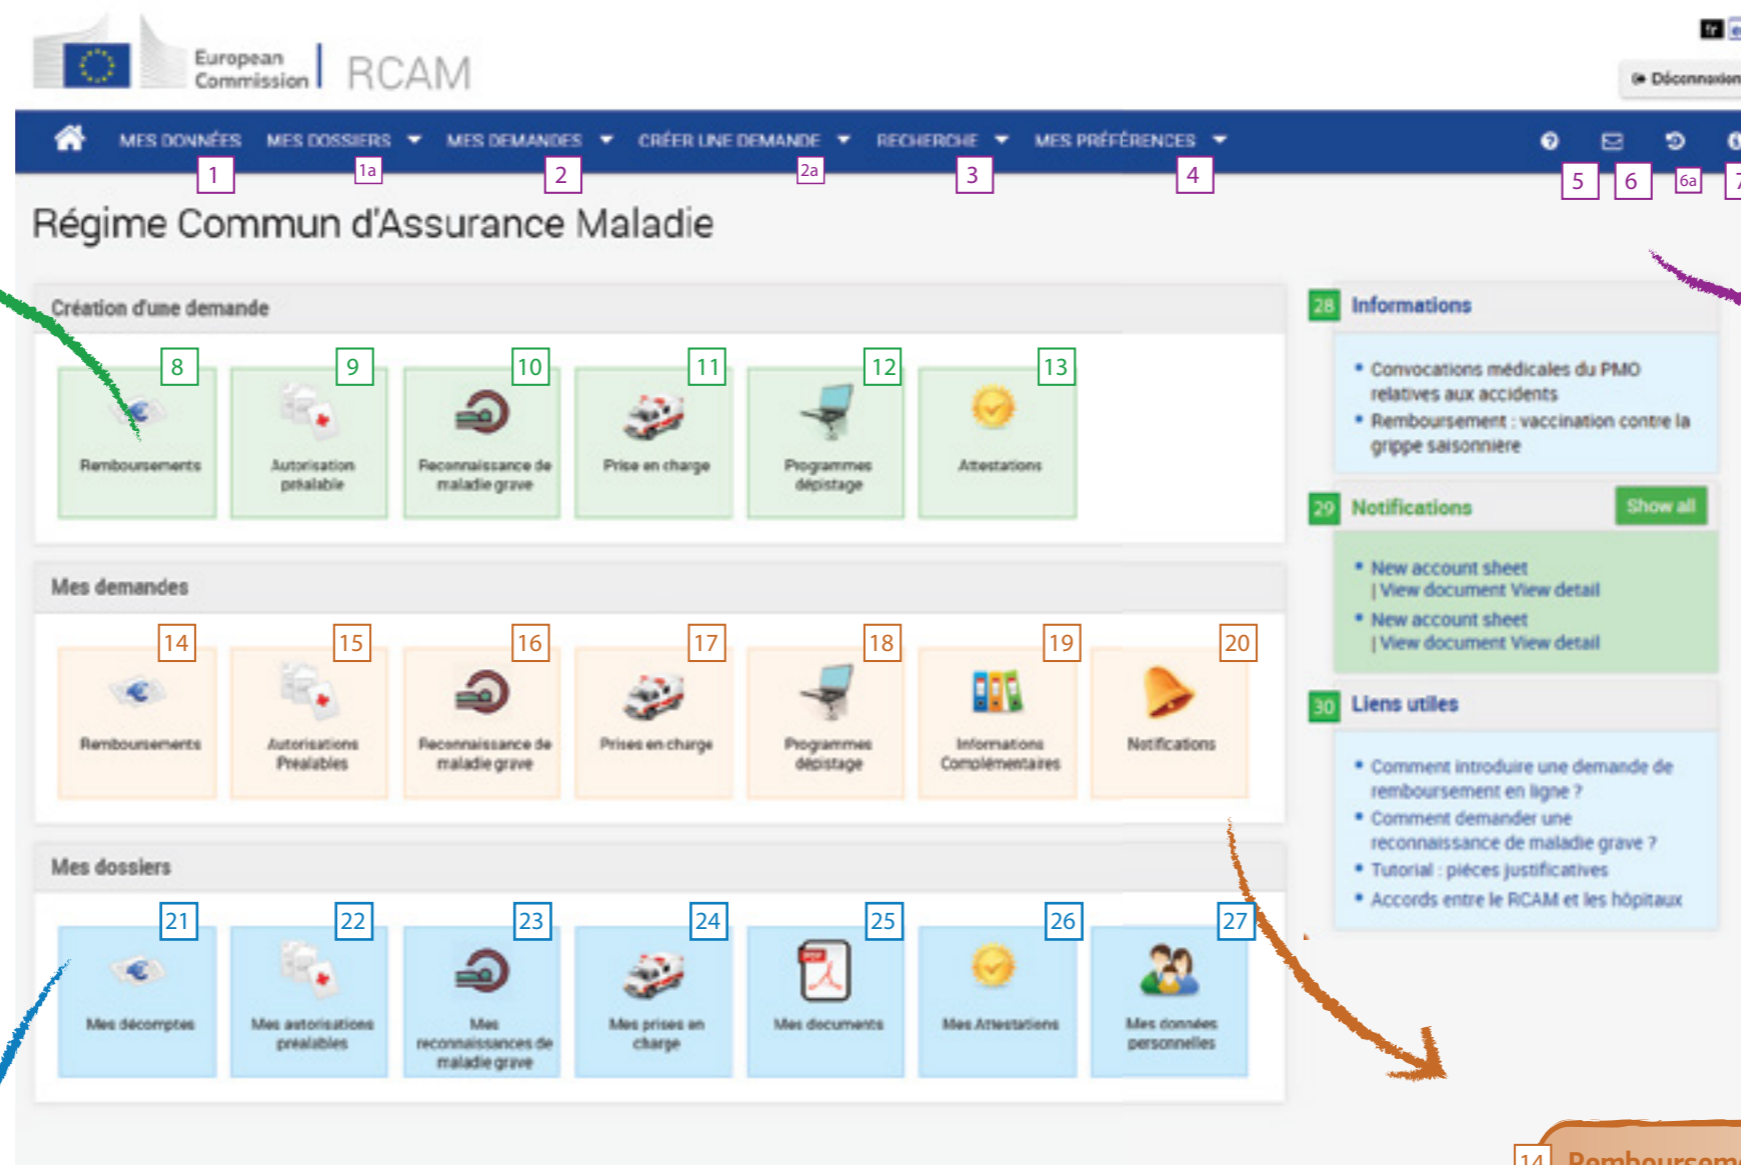 European
Commission
RCAM
fr
Déconnexion
MES DONNÉES
MES DOSSIERS
MES DEMANDES
CRÉER UNE DEMANDE
RECHERCHE
MES PRÉFÉRENCES
1
1a
2
2a
3
4
5
6
6a
7
Régime Commun d'Assurance Maladie
Création d'une demande
8
9
10
11
12
13
Remboursements
Autorisation
préalable
Reconnaissance de
maladie grave
Prise en charge
Programmes
dépistage
Attestations
Mes demandes
14
15
16
17
18
19
20
Remboursements
Autorisations
Prealables
Reconnaissance de
maladie grave
Prises en charge
Programmes
dépistage
Informations
Complémentaires
Notifications
Mes dossiers
21
22
23
24
25
26
27
Mes décomptes
Mes autorisations
prealables
Mes
reconnaissances de
maladie grave
Mes prises en
charge
PDF
Mes documents
Mes Attestations
Mes données
personnelles
28 Informations
• Convocations médicales du PMO
relatives aux accidents
• Remboursement : vaccination contre la
grippe saisonnière
29 Notifications
Show all
• New account sheet
| View document View detail
• New account sheet
| View document View detail
30 Liens utiles
• Comment introduire une demande de
remboursement en ligne ?
• Comment demander une
reconnaissance de maladie grave ?
• Tutorial : pièces justificatives
• Accords entre le RCAM et les hôpitaux
14 Rembourseme